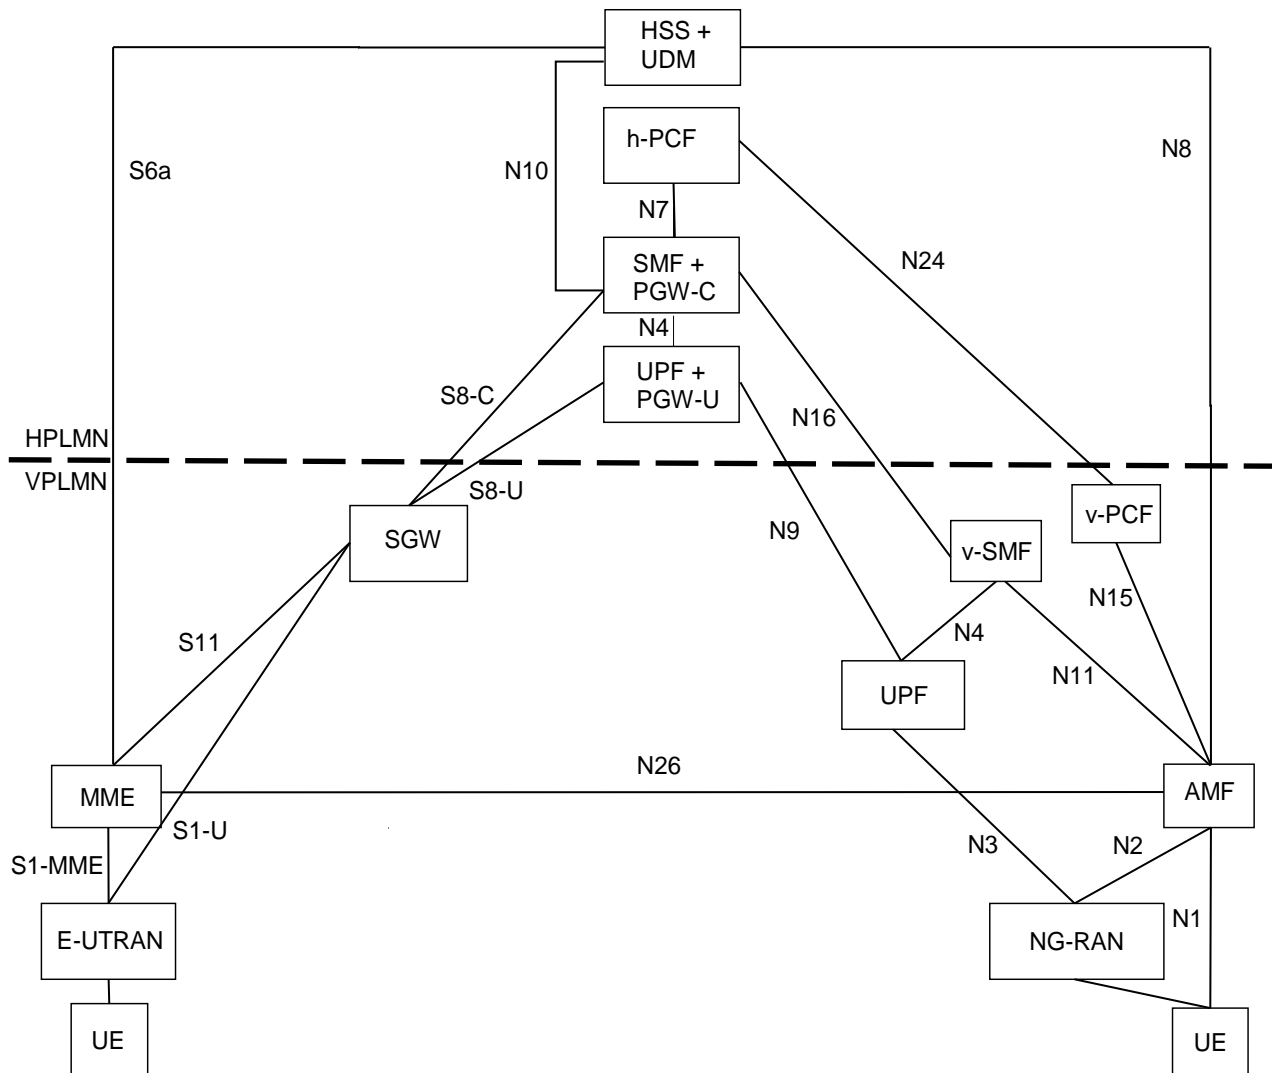 HSS +
UDM
h-PCF
S6a
N10
N8
N7
N24
SMF +
PGW-C
N4
UPF +
PGW-U
S8-C
N16
HPLMN
VPLMN
S8-U
v-PCF
SGW
N9
v-SMF
N15
N4
S11
N11
UPF
N26
MME
AMF
S1-U
N3
N2
S1-MME
N1
E-UTRAN
NG-RAN
UE
UE